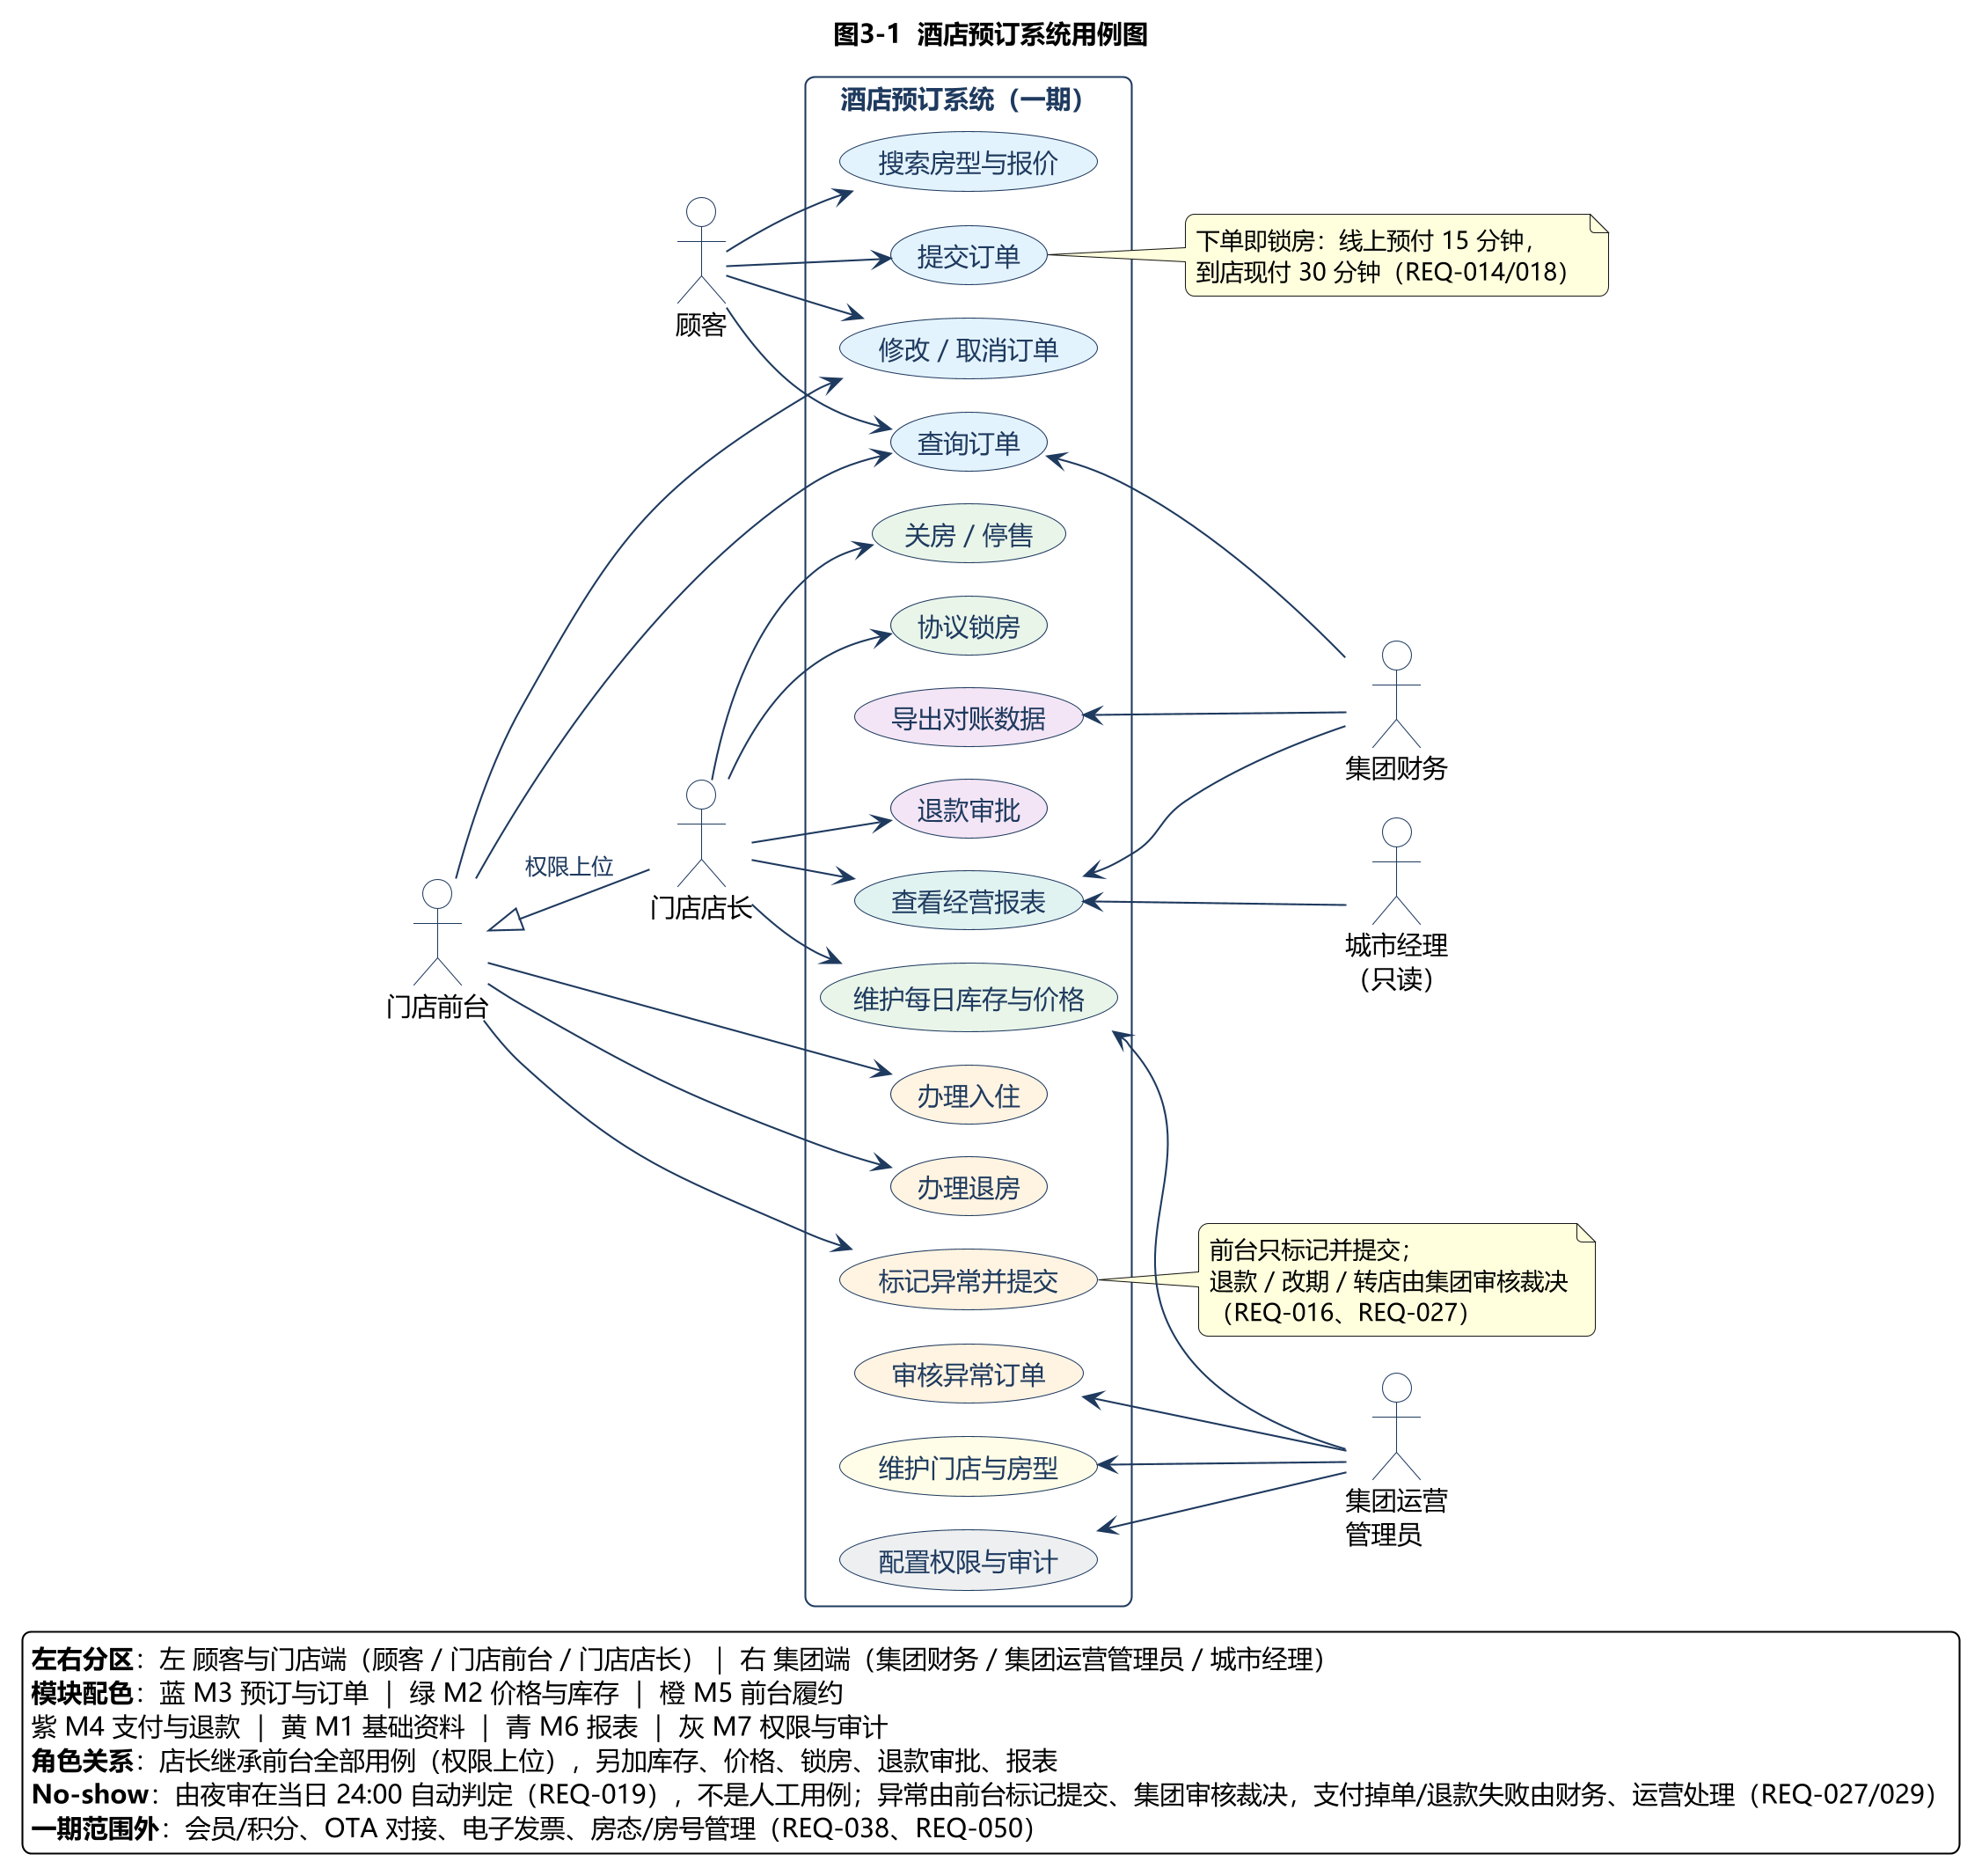 图3-1 酒店预订系统用例图
酒店预订系统（一期）
搜索房型与报价
提交订单
下单即锁房：线上预付 15 分钟，
到店现付 30 分钟（REQ-014/018）
顾客
修改 / 取消订单
查询订单
关房 / 停售
协议锁房
导出对账数据
集团财务
退款审批
权限上位
门店店长
查看经营报表
城市经理
（只读）
门店前台
维护每日库存与价格
办理入住
办理退房
标记异常并提交
前台只标记并提交；
退款 / 改期 / 转店由集团审核裁决
（REQ-016、REQ-027）
审核异常订单
维护门店与房型
集团运营
管理员
配置权限与审计
左右分区：左 顾客与门店端（顾客 / 门店前台 / 门店店长）｜ 右 集团端（集团财务 / 集团运营管理员 / 城市经理）
模块配色：蓝 M3 预订与订单 ｜ 绿 M2 价格与库存 ｜ 橙 M5 前台履约
紫 M4 支付与退款 ｜ 黄 M1 基础资料 ｜ 青 M6 报表 ｜ 灰 M7 权限与审计
角色关系：店长继承前台全部用例（权限上位），另加库存、价格、锁房、退款审批、报表
No-show：由夜审在当日 24:00 自动判定（REQ-019），不是人工用例；异常由前台标记提交、集团审核裁决，支付掉单/退款失败由财务、运营处理（REQ-027/029）
一期范围外：会员/积分、OTA 对接、电子发票、房态/房号管理（REQ-038、REQ-050）